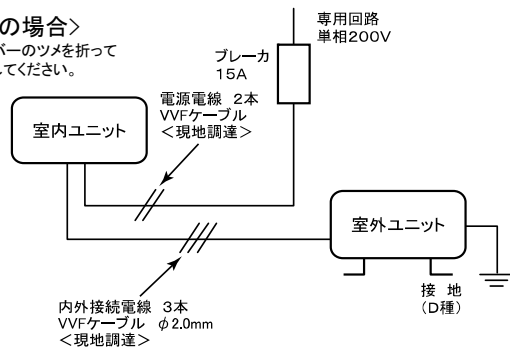 の場合＞
バーのツメを折って
してください。
専用回路
単相200V
ブレーカ
15A
電源電線 2本
VVFケーブル
＜現地調達＞
室内ユニット
室外ユニット
接 地
（D種）
内外接続電線 3本
VVFケーブル φ2.0mm
＜現地調達＞